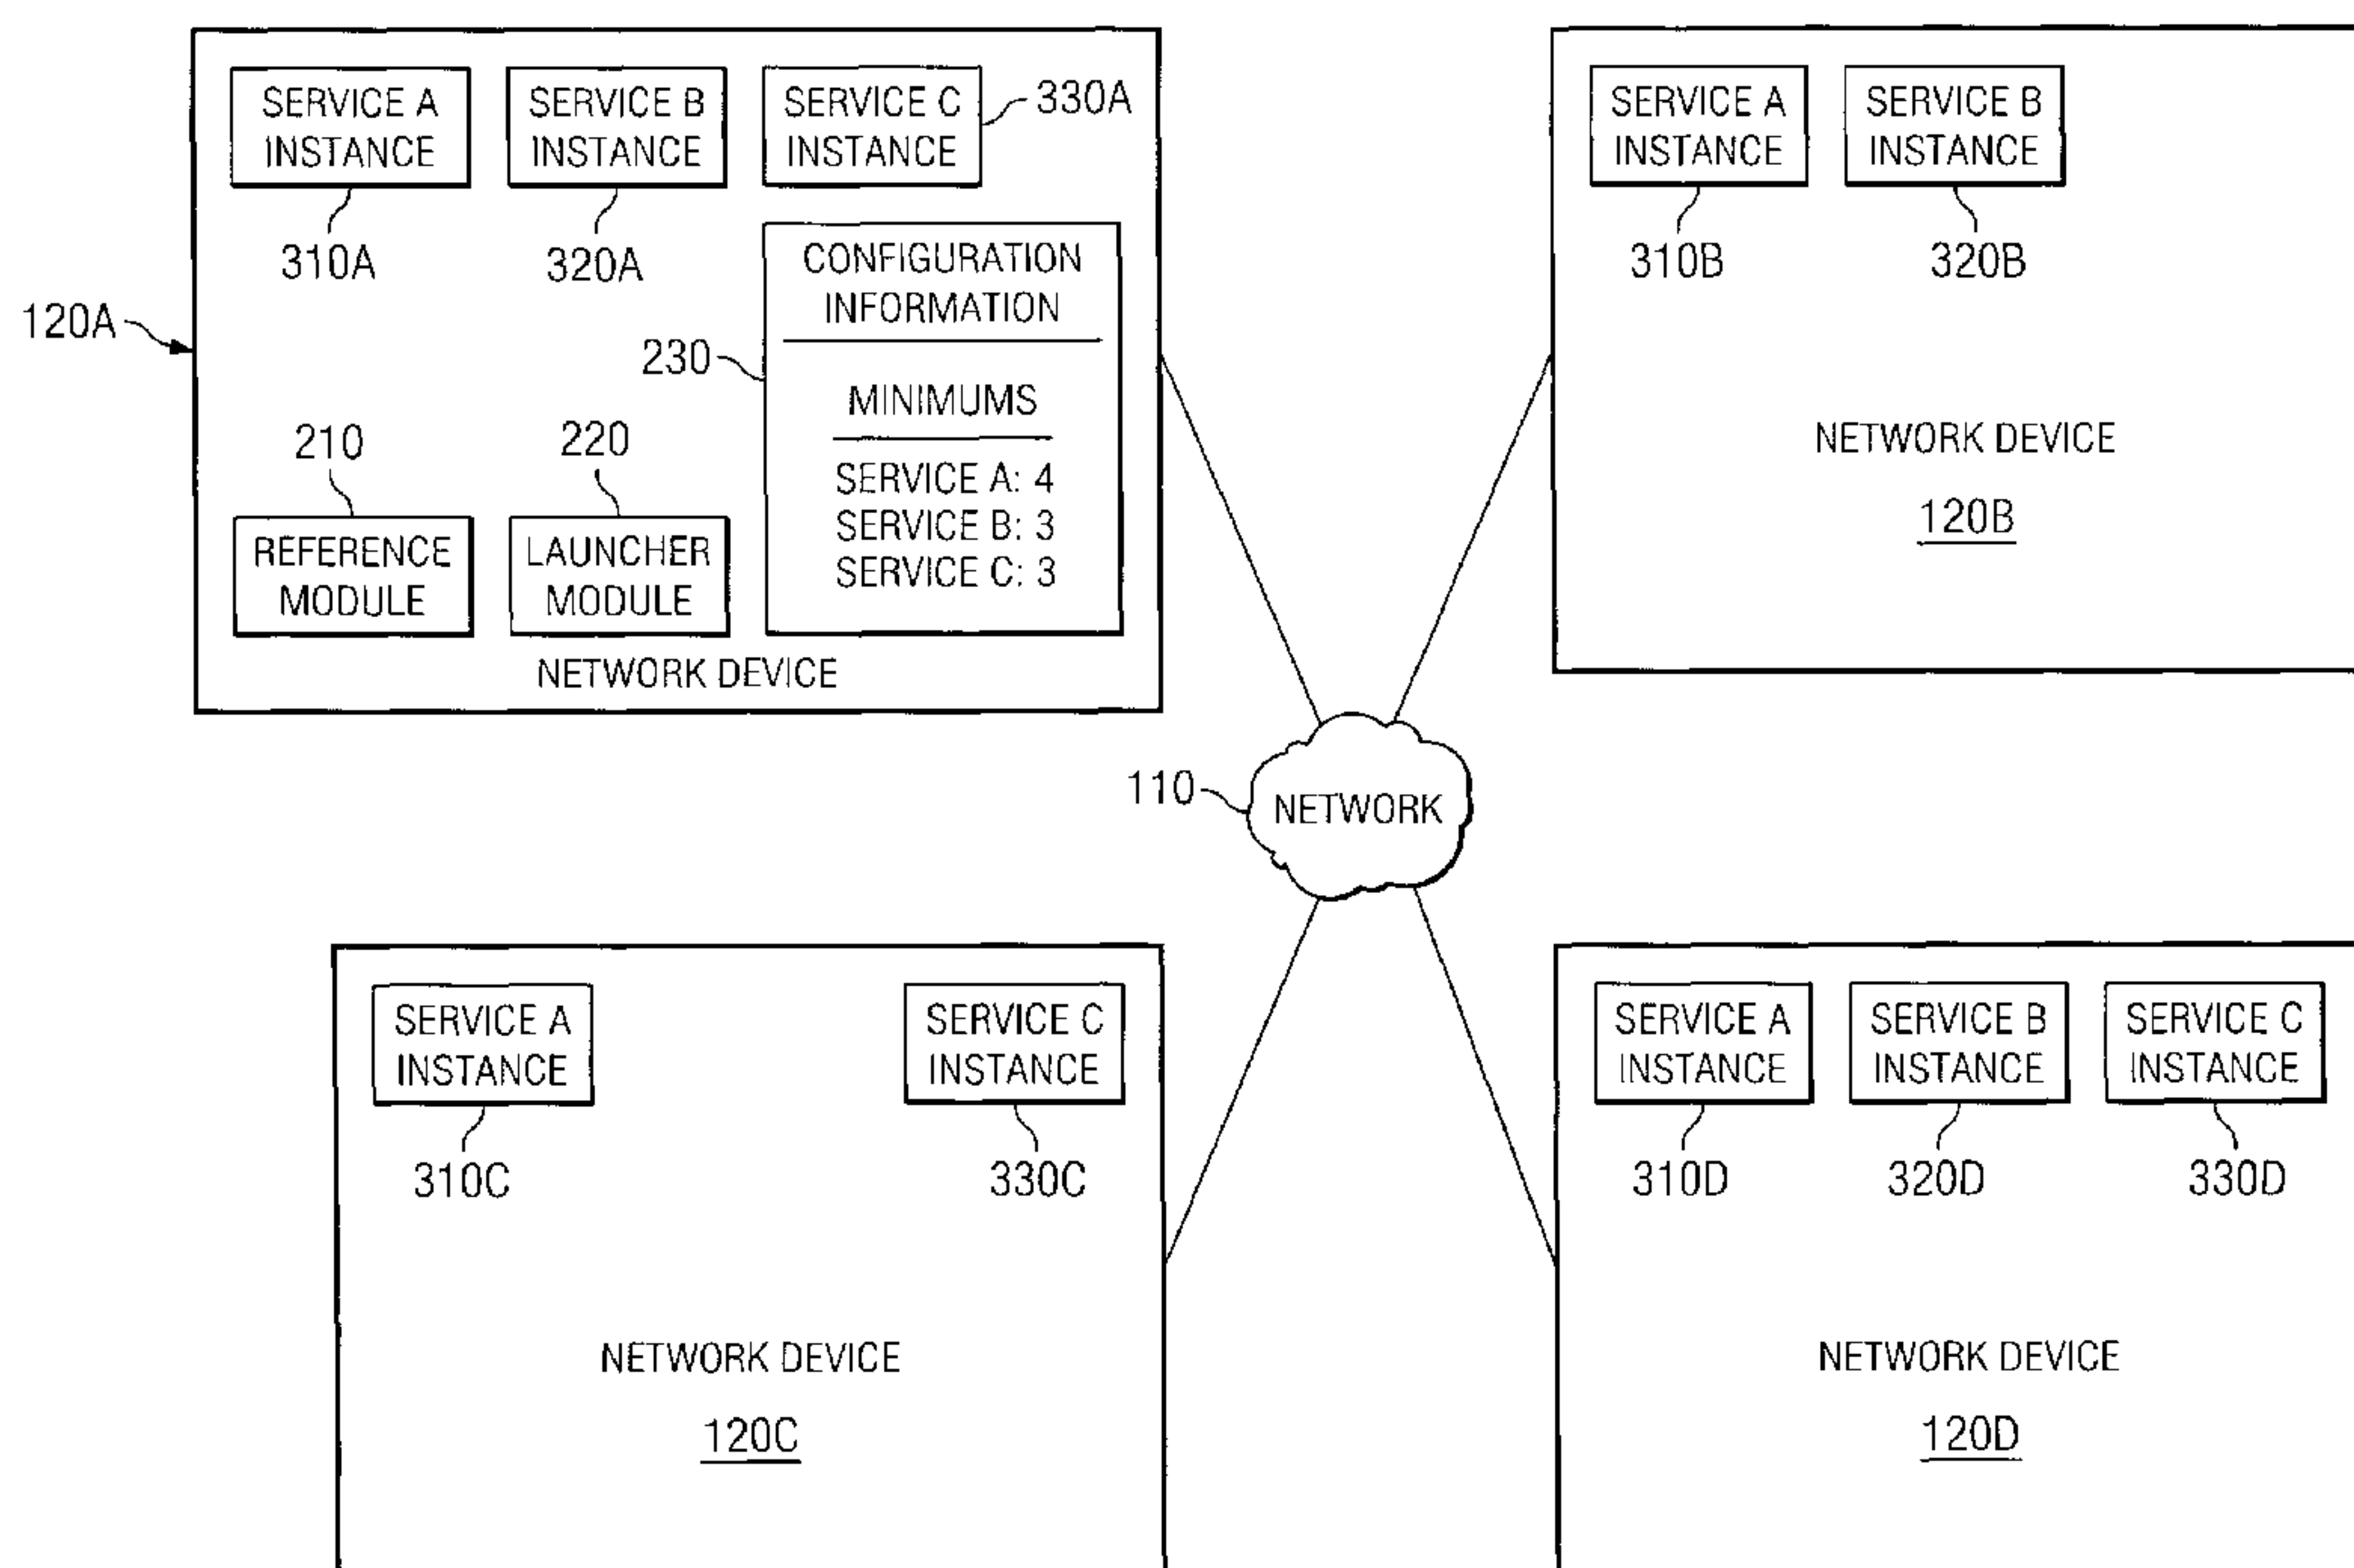 SERVICE A
INSTANCE
310A
SERVICE B
INSTANCE
320A
SERVICE C
INSTANCE
330A
120A
230
CONFIGURATION
INFORMATION
MINIMUMS
SERVICE A: 4
SERVICE B: 3
SERVICE C: 3
210
REFERENCE
MODULE
220
LAUNCHER
MODULE
NETWORK DEVICE
SERVICE A
INSTANCE
310B
SERVICE B
INSTANCE
320B
NETWORK DEVICE
120B
110
NETWORK
SERVICE A
INSTANCE
310C
SERVICE C
INSTANCE
330C
NETWORK DEVICE
120C
SERVICE A
INSTANCE
310D
SERVICE B
INSTANCE
320D
SERVICE C
INSTANCE
330D
NETWORK DEVICE
120D